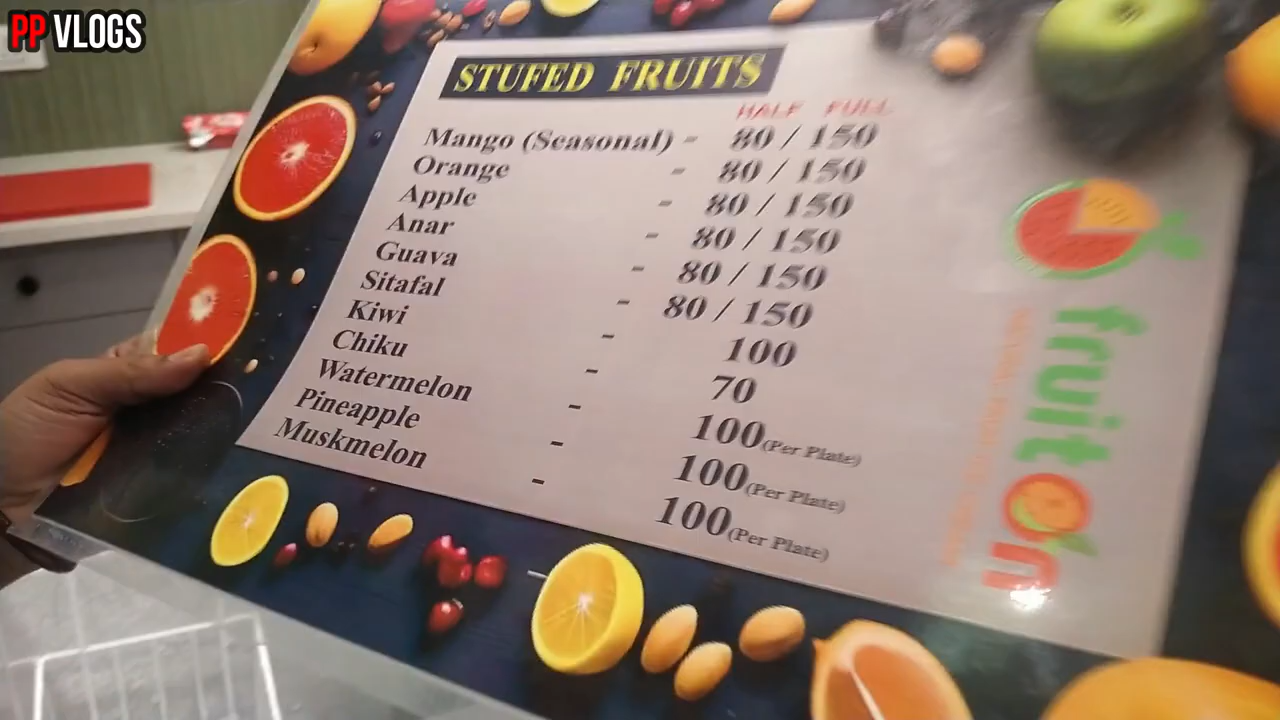 PP VLOGS
STUFED FRUITS
HALF FULL
Mango (Seasonal) - 80 / 150
Orange - 80 / 150
Apple - 80 / 150
Anar - 80 / 150
Guava - 80 / 150
Sitafal - 80 / 150
Kiwi - 100
Chiku - 70
Watermelon - 100 (Per Plate)
Pineapple - 100 (Per Plate)
Muskmelon - 100 (Per Plate)
fruit On